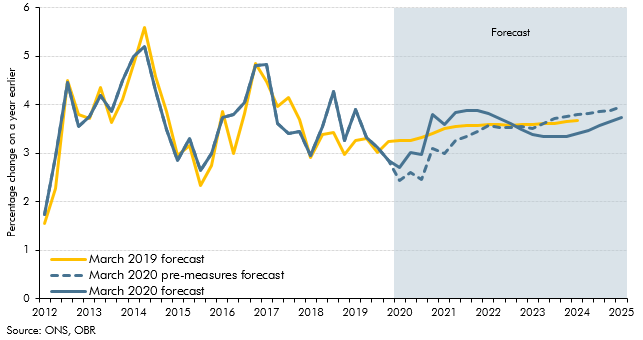 6
5
4
3
2
1
0
Percentage change on a year earlier
Forecast
March 2019 forecast
March 2020 pre-measures forecast
March 2020 forecast
2012 2013 2014 2015 2016 2017 2018 2019 2020 2021 2022 2023 2024 2025
Source: ONS, OBR